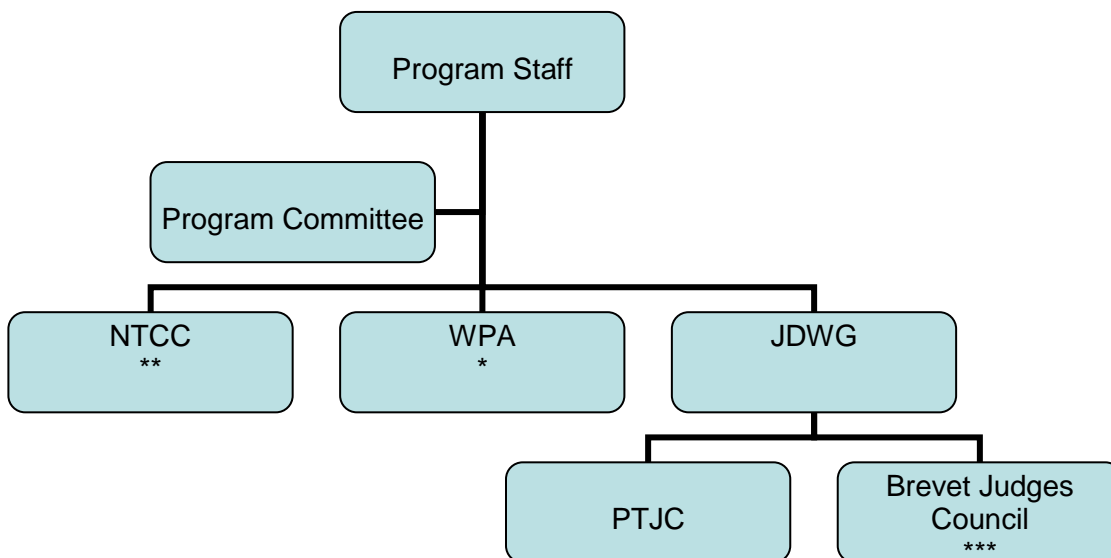 Program Staff
Program Committee
NTCC
**
WPA
*
JDWG
PTJC
Brevet Judges
Council
***